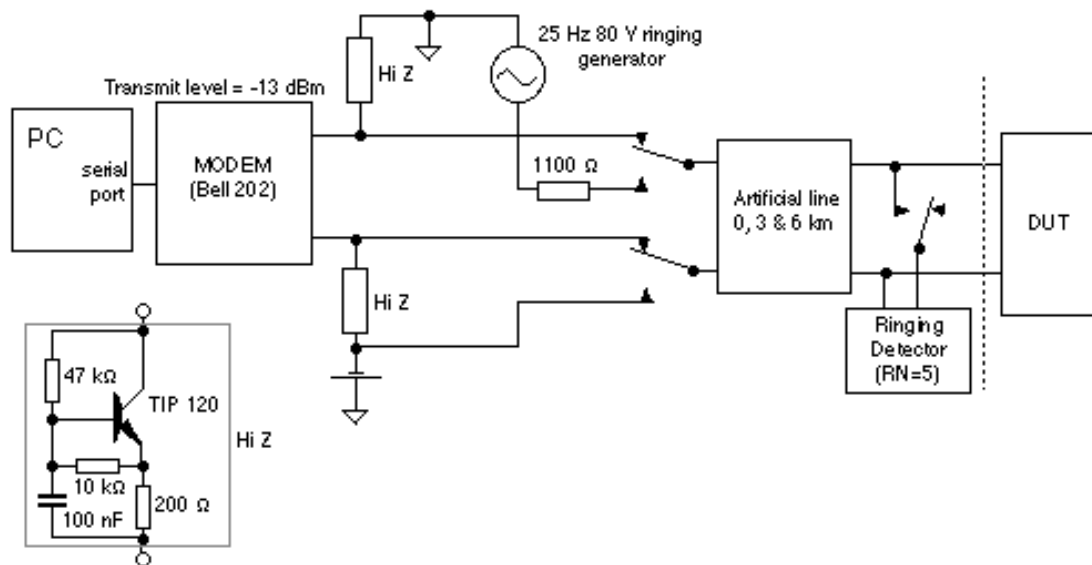 25 Hz 80 Y ringing
generator
Hi Z
Transmit level = -13 dBm
PC
serial
port
MODEM
(Bell 202)
1100 Ω
Artificial line
0, 3 & 6 km
DUT
Hi Z
Ringing
Detector
(RN=5)
47 kΩ
TIP 120
Hi Z
10 kΩ
200 Ω
100 nF